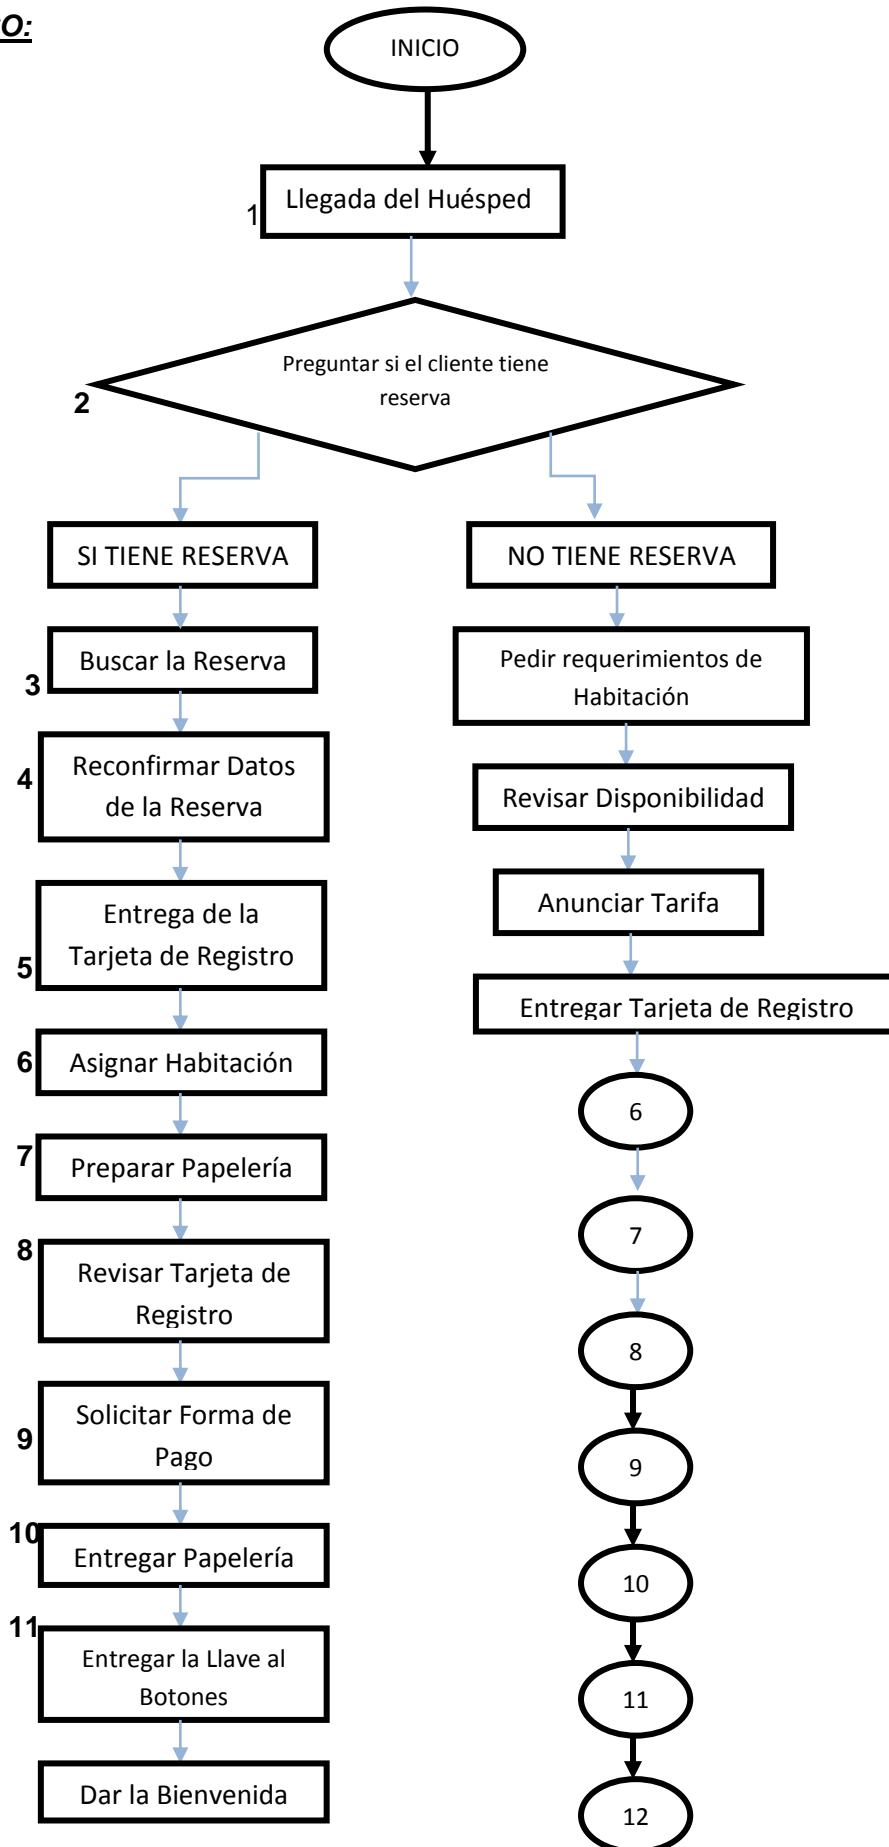 O:
INICIO
1
Llegada del Huésped
Preguntar si el cliente tiene
reserva
2
SI TIENE RESERVA
3
Buscar la Reserva
4
Reconfirmar Datos
de la Reserva
5
Entrega de la
Tarjeta de Registro
6
Asignar Habitación
7
Preparar Papelería
8
Revisar Tarjeta de
Registro
9
Solicitar Forma de
Pago
10
Entregar Papelería
11
Entregar la Llave al
Botones
Dar la Bienvenida
NO TIENE RESERVA
Pedir requerimientos de
Habitación
Revisar Disponibilidad
Anunciar Tarifa
Entregar Tarjeta de Registro
6
7
8
9
10
11
12